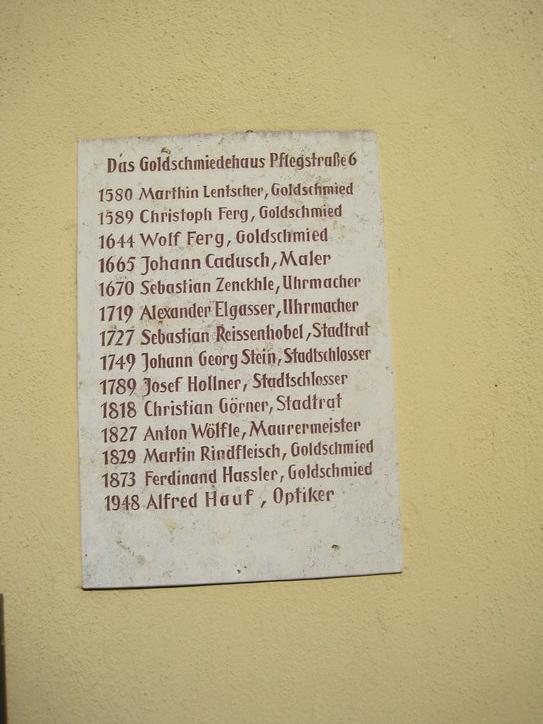 Das Goldschmiedehaus Pflegstraße 6
1580 Marthin Lentscher, Goldschmied
1589 Christoph Ferg, Goldschmied
1644 Wolf Ferg, Goldschmied
1665 Johann Cadusch, Maler
1670 Sebastian Zenckhle, Uhrmacher
1719 Alexander Elgasser, Uhrmacher
1727 Sebastian Reissenhobel, Stadtrat
1749 Johann Georg Stein, Stadtschlosser
1789 Josef Hollner, Stadtschlosser
1818 Christian Görner, Stadtrat
1827 Anton Wölfle, Maurermeister
1829 Martin Rindfleisch, Goldschmied
1873 Ferdinand Hassler, Goldschmied
1948 Alfred Hauf, Optiker